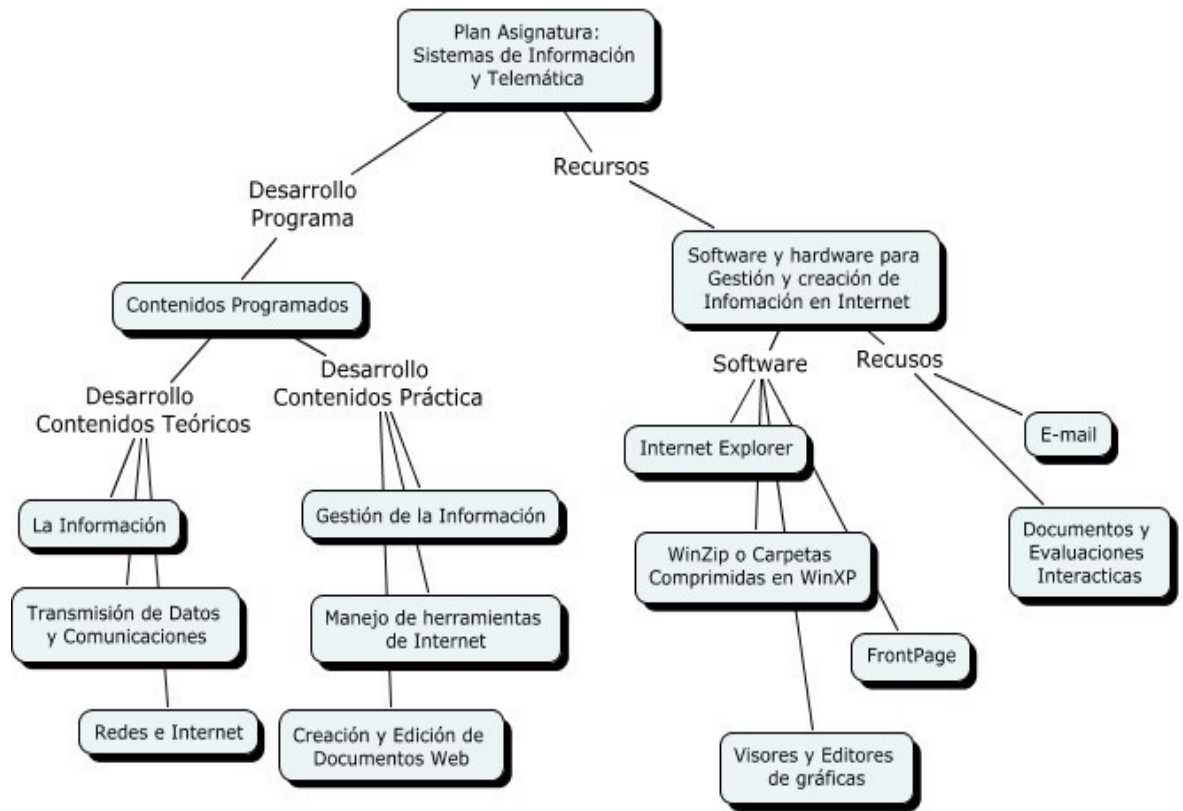 Plan Asignatura:
Sistemas de Información
y Telemática
Recursos
Desarrollo
Programa
Software y hardware para
Gestión y creación de
Infomación en Internet
Contenidos Programados
Desarrollo
Contenidos Teóricos
Desarrollo
Contenidos Práctica
Software
Recusos
La Información
Transmisión de Datos
y Comunicaciones
Redes e Internet
Gestión de la Información
Manejo de herramientas
de Internet
Creación y Edición de
Documentos Web
Internet Explorer
WinZip o Carpetas
Comprimidas en WinXP
FrontPage
Visores y Editores
de gráficas
E-mail
Documentos y
Evaluaciones
Interacticas